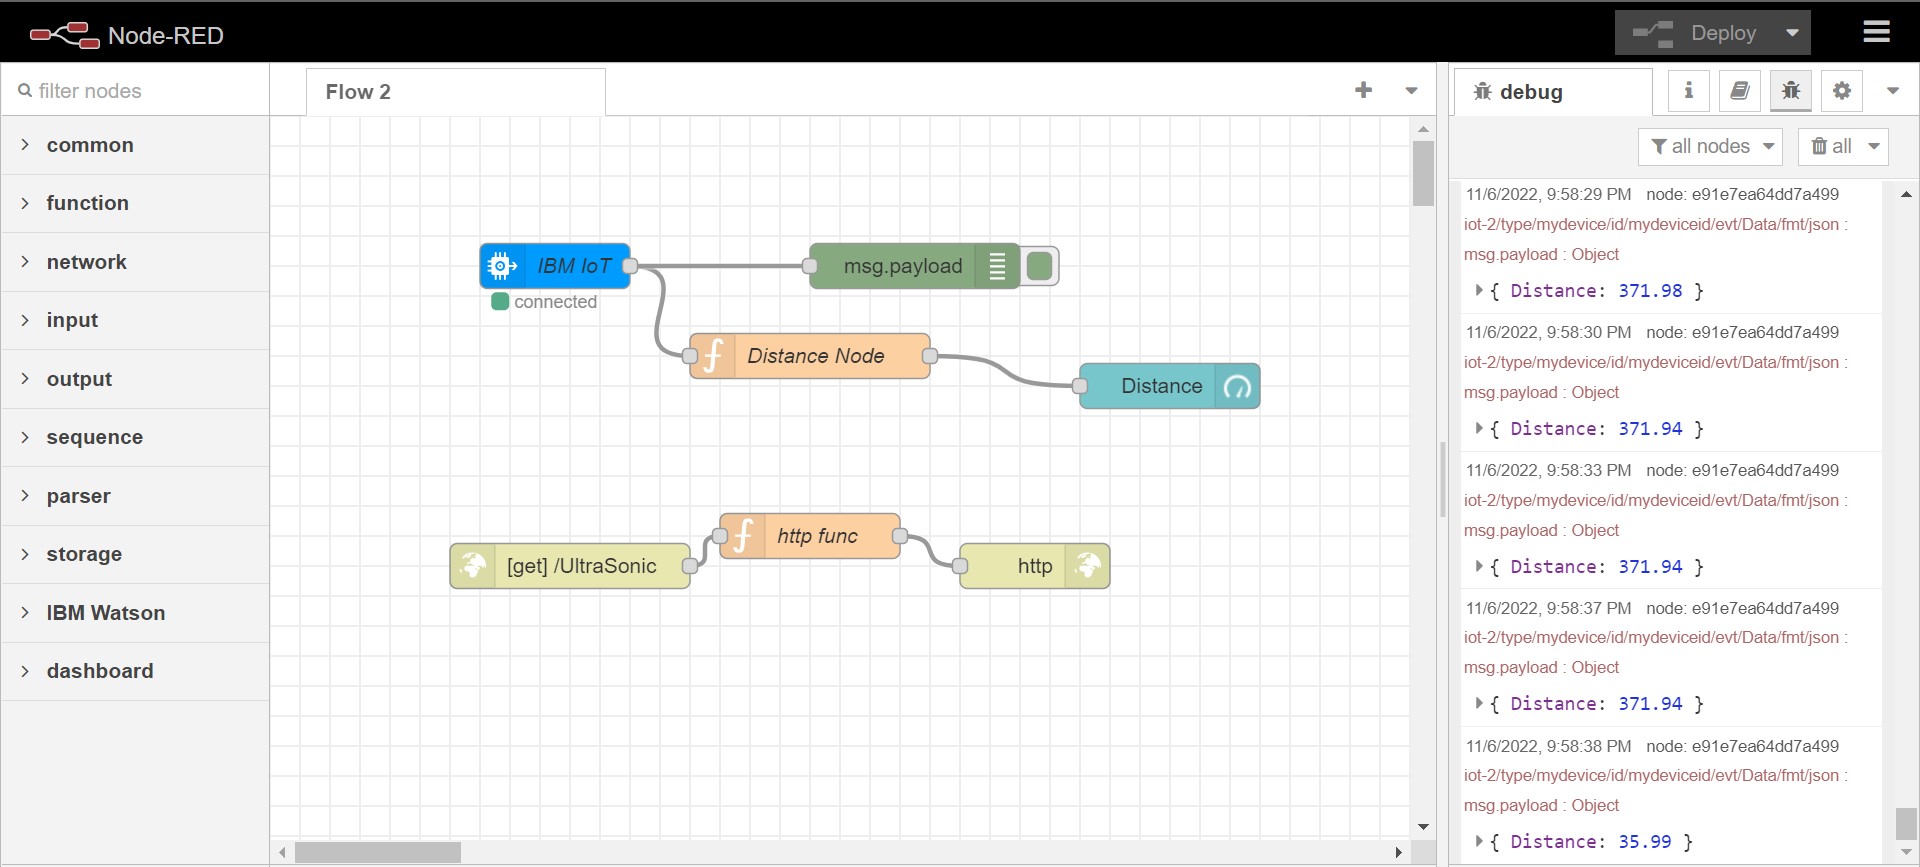 Node-RED
Deploy
filter nodes
Flow 2
debug
common
function
network
input
output
sequence
parser
storage
IBM Watson
dashboard
IBM IoT
connected
msg.payload
Distance Node
Distance
[get] /UltraSonic
http func
http
all nodes
all
11/6/2022, 9:58:29 PM node: e91e7ea64dd7a499
iot-2/type/mydevice/id/mydeviceid/evt/Data/fmt/json :
msg.payload : Object
{ Distance: 371.98 }
11/6/2022, 9:58:30 PM node: e91e7ea64dd7a499
iot-2/type/mydevice/id/mydeviceid/evt/Data/fmt/json :
msg.payload : Object
{ Distance: 371.94 }
11/6/2022, 9:58:33 PM node: e91e7ea64dd7a499
iot-2/type/mydevice/id/mydeviceid/evt/Data/fmt/json :
msg.payload : Object
{ Distance: 371.94 }
11/6/2022, 9:58:37 PM node: e91e7ea64dd7a499
iot-2/type/mydevice/id/mydeviceid/evt/Data/fmt/json :
msg.payload : Object
{ Distance: 371.94 }
11/6/2022, 9:58:38 PM node: e91e7ea64dd7a499
iot-2/type/mydevice/id/mydeviceid/evt/Data/fmt/json :
msg.payload : Object
{ Distance: 35.99 }